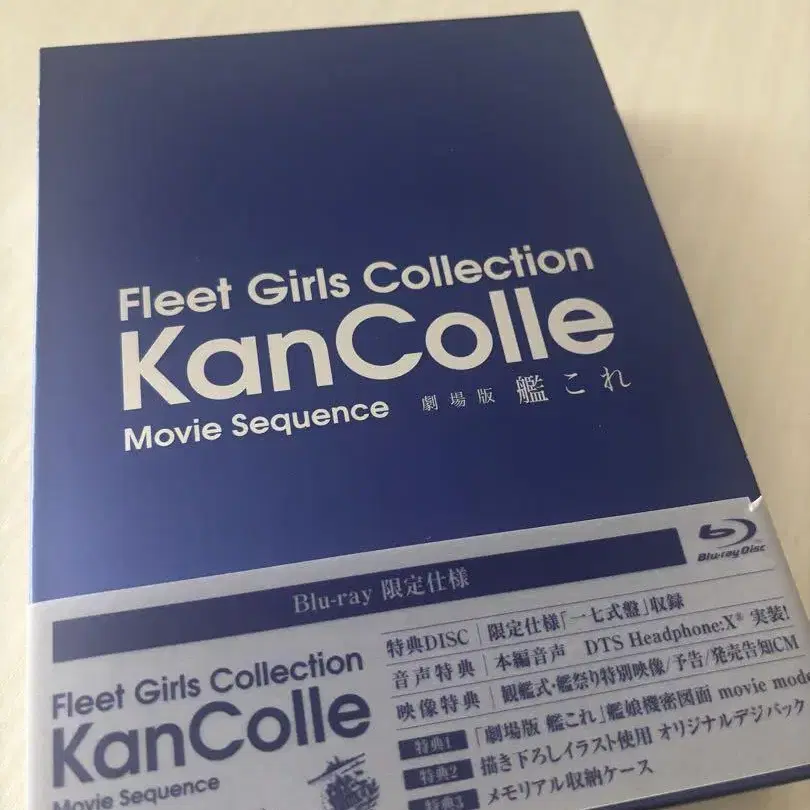 Fleet Girls Collection
KanColle
Movie Sequence 劇場版 艦これ
Blu-ray Disc
Blu-ray 限定仕様
特典DISC 限定仕様「一七式盤」収録
音声特典 本編音声 DTS Headphone:X® 実装!
映像特典 観艦式・艦祭り特別映像/予告/発売告知CM
特典1 「劇場版 艦これ」艦娘機密図面 movie mode
特典2 描き下ろしイラスト使用 オリジナルデジパック
特典3 メモリアル収納ケース
Fleet Girls Collection
KanColle
Movie Sequence